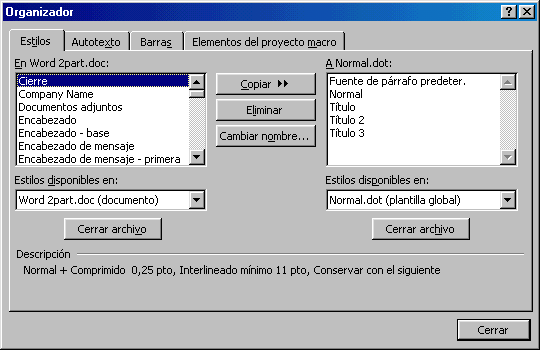 Organizador
Estilos Autotexto Barras Elementos del proyecto macro
En Word 2part.doc:
Cierre
Company Name
Documentos adjuntos
Encabezado
Encabezado - base
Encabezado de mensaje
Encabezado de mensaje - primera
Copiar
Eliminar
Cambiar nombre...
A Normal.dot:
Fuente de párrafo predeter.
Normal
Título
Título 2
Título 3
Estilos disponibles en:
Word 2part.doc (documento)
Cerrar archivo
Estilos disponibles en:
Normal.dot (plantilla global)
Cerrar archivo
Descripción
Normal + Comprimido 0,25 pto, Interlineado mínimo 11 pto, Conservar con el siguiente
Cerrar